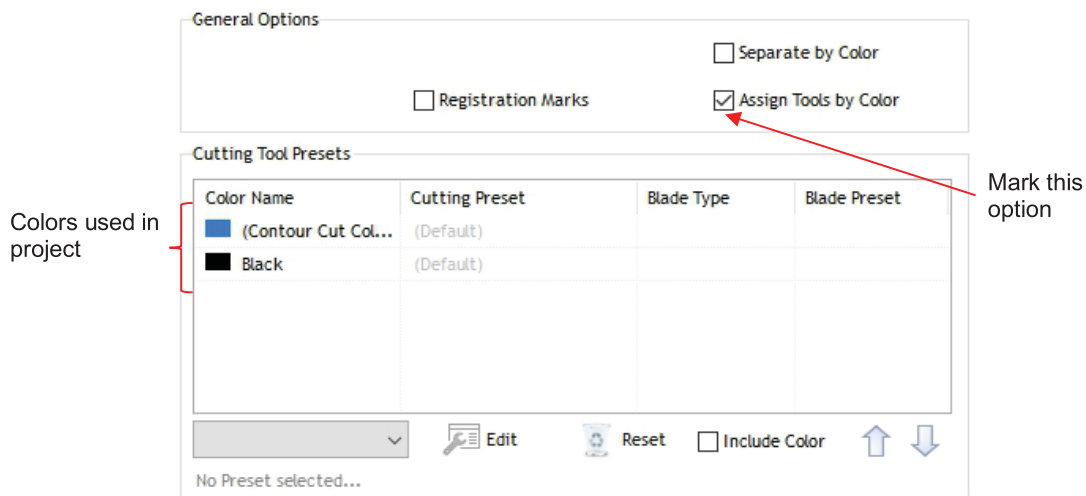 General Options
Separate by Color
Registration Marks
Assign Tools by Color
Cutting Tool Presets
Mark this
option
Color Name Cutting Preset Blade Type Blade Preset
Colors used in
project
(Contour Cut Col... (Default)
Black (Default)
Edit Reset Include Color
No Preset selected...